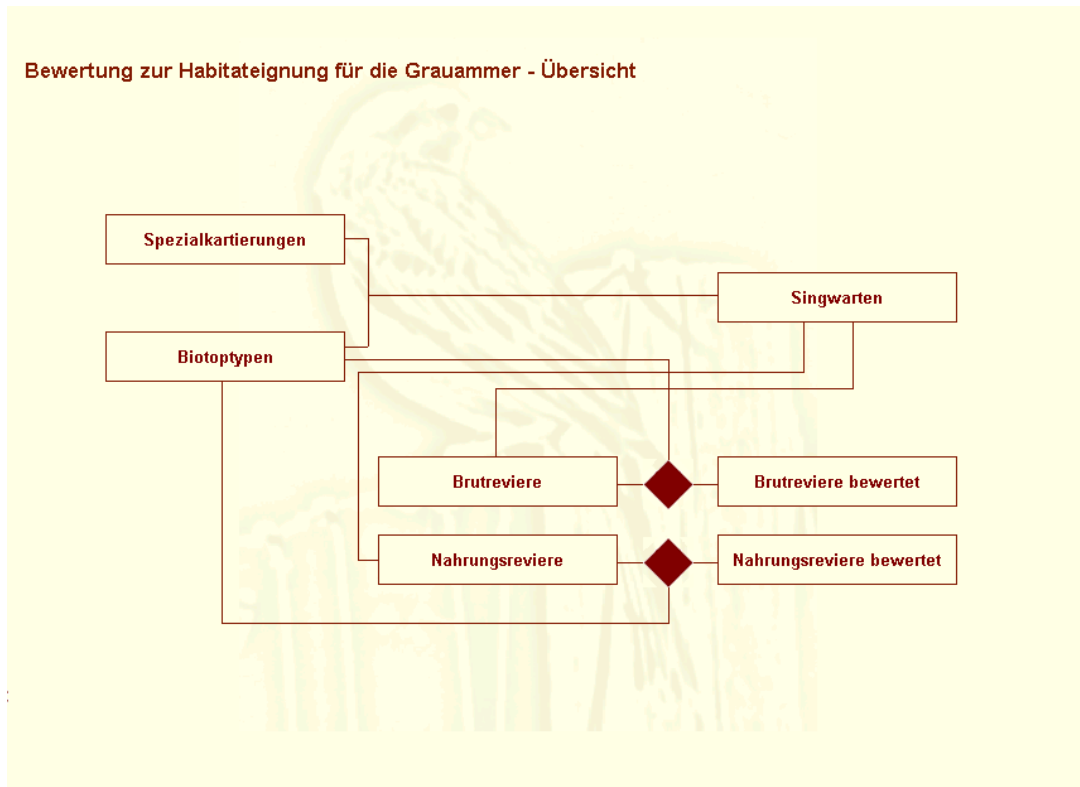 Bewertung zur Habitateignung für die Grauammer - Übersicht
Spezialkartierungen
Singwarten
Biotoptypen
Brutreviere
Brutreviere bewertet
Nahrungsreviere
Nahrungsreviere bewertet